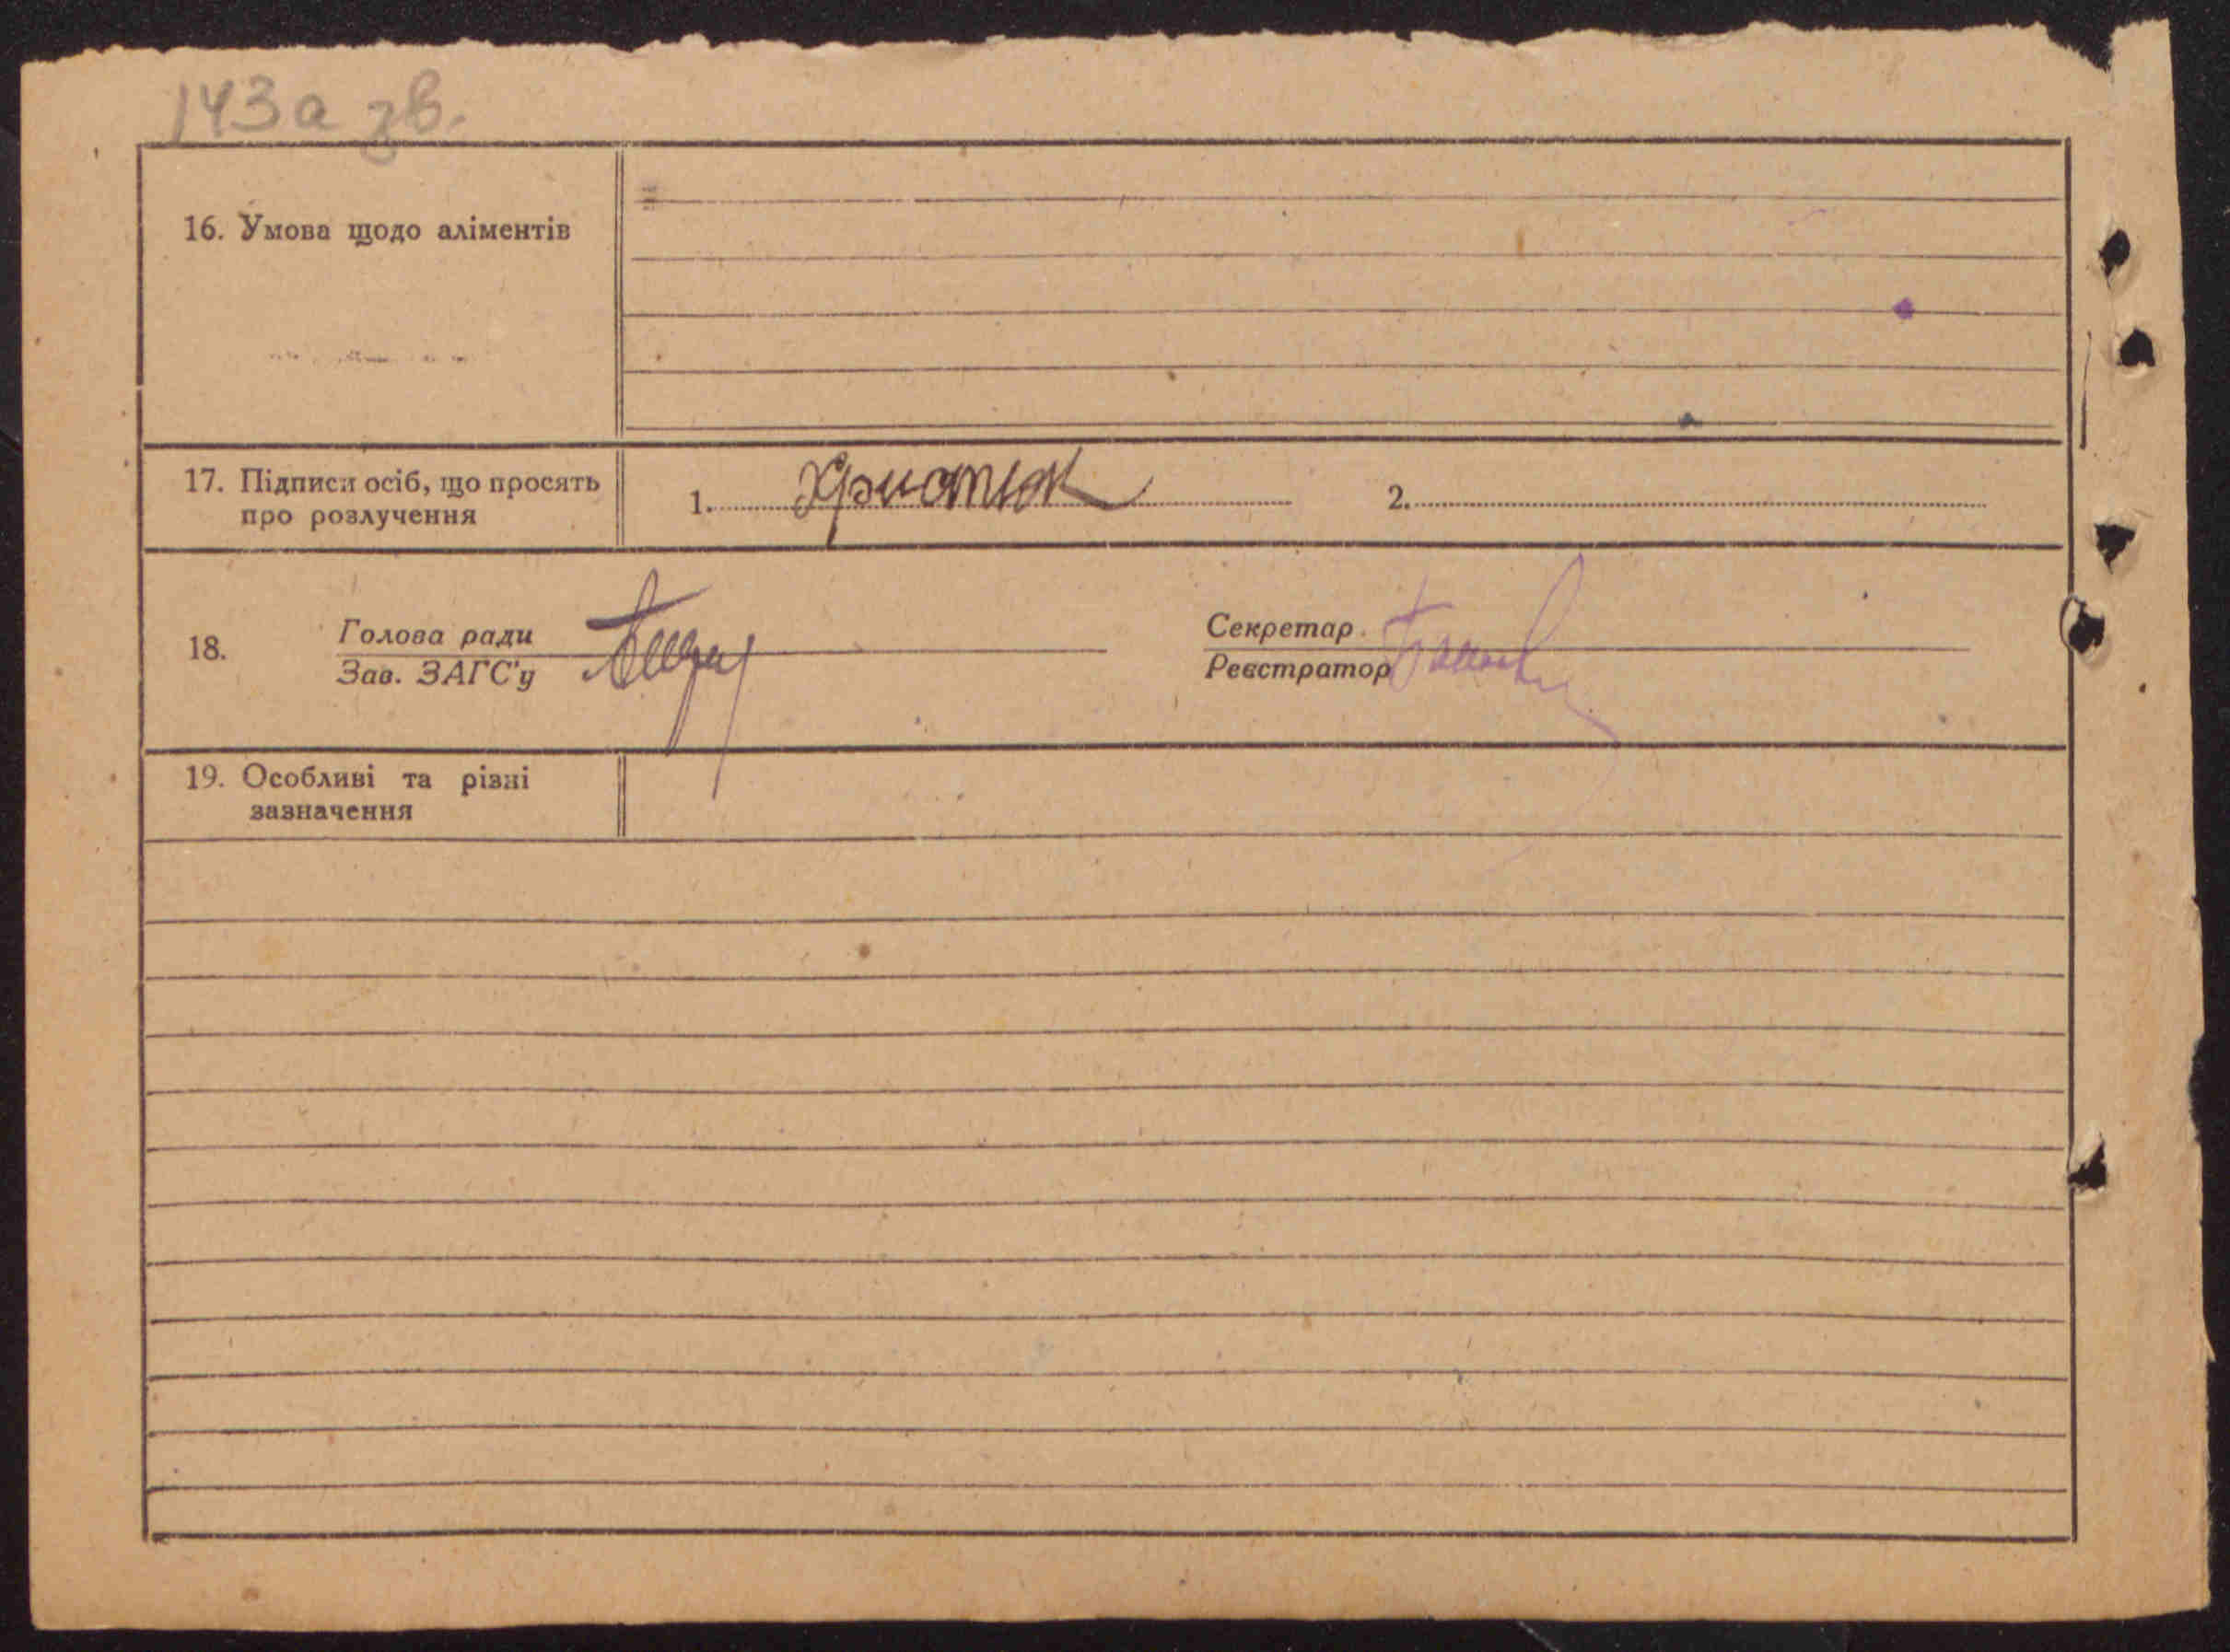 143а зв.
16. Умова щодо аліментів
17. Підписи осіб, що просять
про розлучення
1. Христюк
2.
18.
Голова ради
Зав. ЗАГС'у
Секретар
Реєстратор
19. Особливі та різні
зазначення